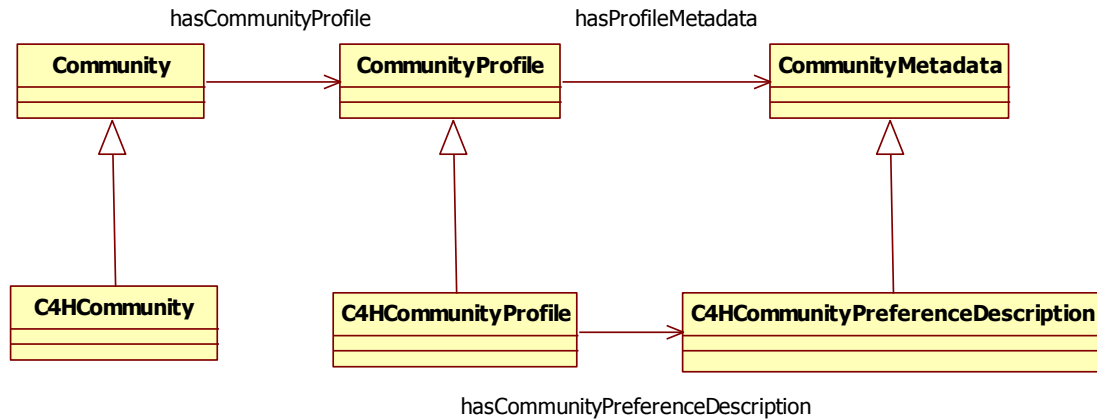 hasCommunityProfile
hasProfileMetadata
Community
CommunityProfile
CommunityMetadata
C4HCommunity
C4HCommunityProfile
C4HCommunityPreferenceDescription
hasCommunityPreferenceDescription